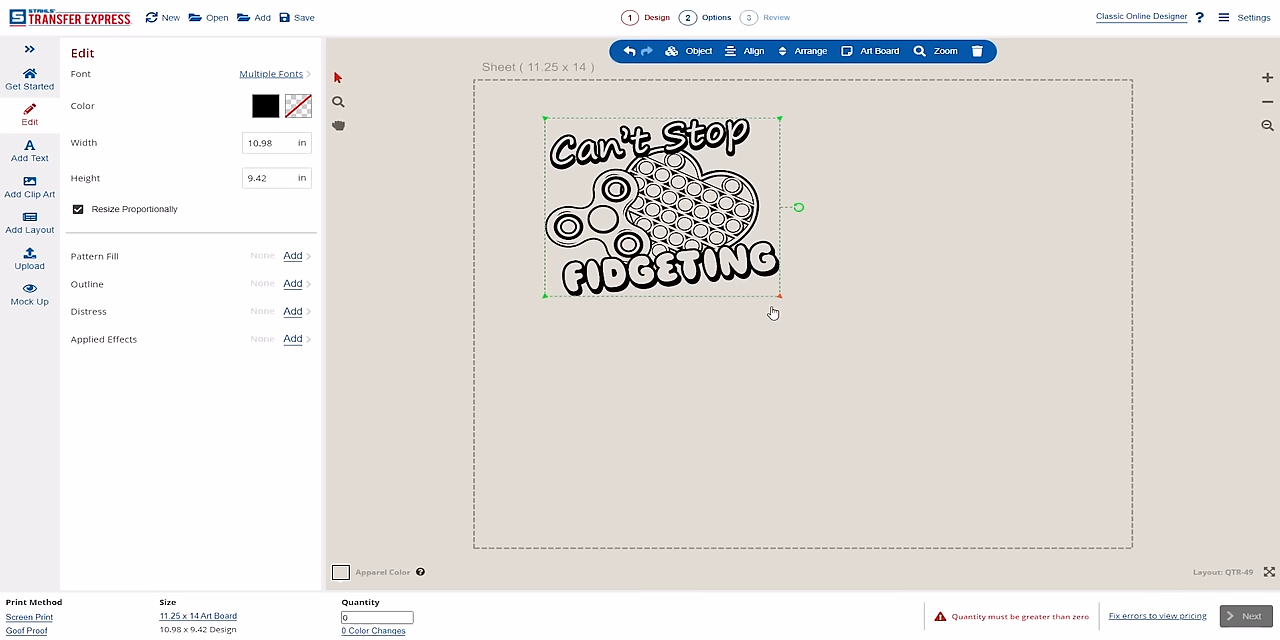 STAHLS'
TRANSFER EXPRESS
New
Open
Add
Save
1 Design
2 Options
3 Review
Classic Online Designer
?
Settings
Get Started
Edit
Add Text
Add Clip Art
Add Layout
Upload
Mock Up
Edit
Font
Multiple Fonts
Color
Width
10.98 in
Height
9.42 in
Resize Proportionally
Pattern Fill None Add
Outline None Add
Distress None Add
Applied Effects None Add
Object
Align
Arrange
Art Board
Zoom
Sheet ( 11.25 x 14 )
Can't Stop
FIDGETING
Apparel Color ?
Layout: QTR-49
Print Method
Screen Print
Goof Proof
Size
11.25 x 14 Art Board
10.98 x 9.42 Design
Quantity
0
0 Color Changes
Quantity must be greater than zero
Fix errors to view pricing
Next